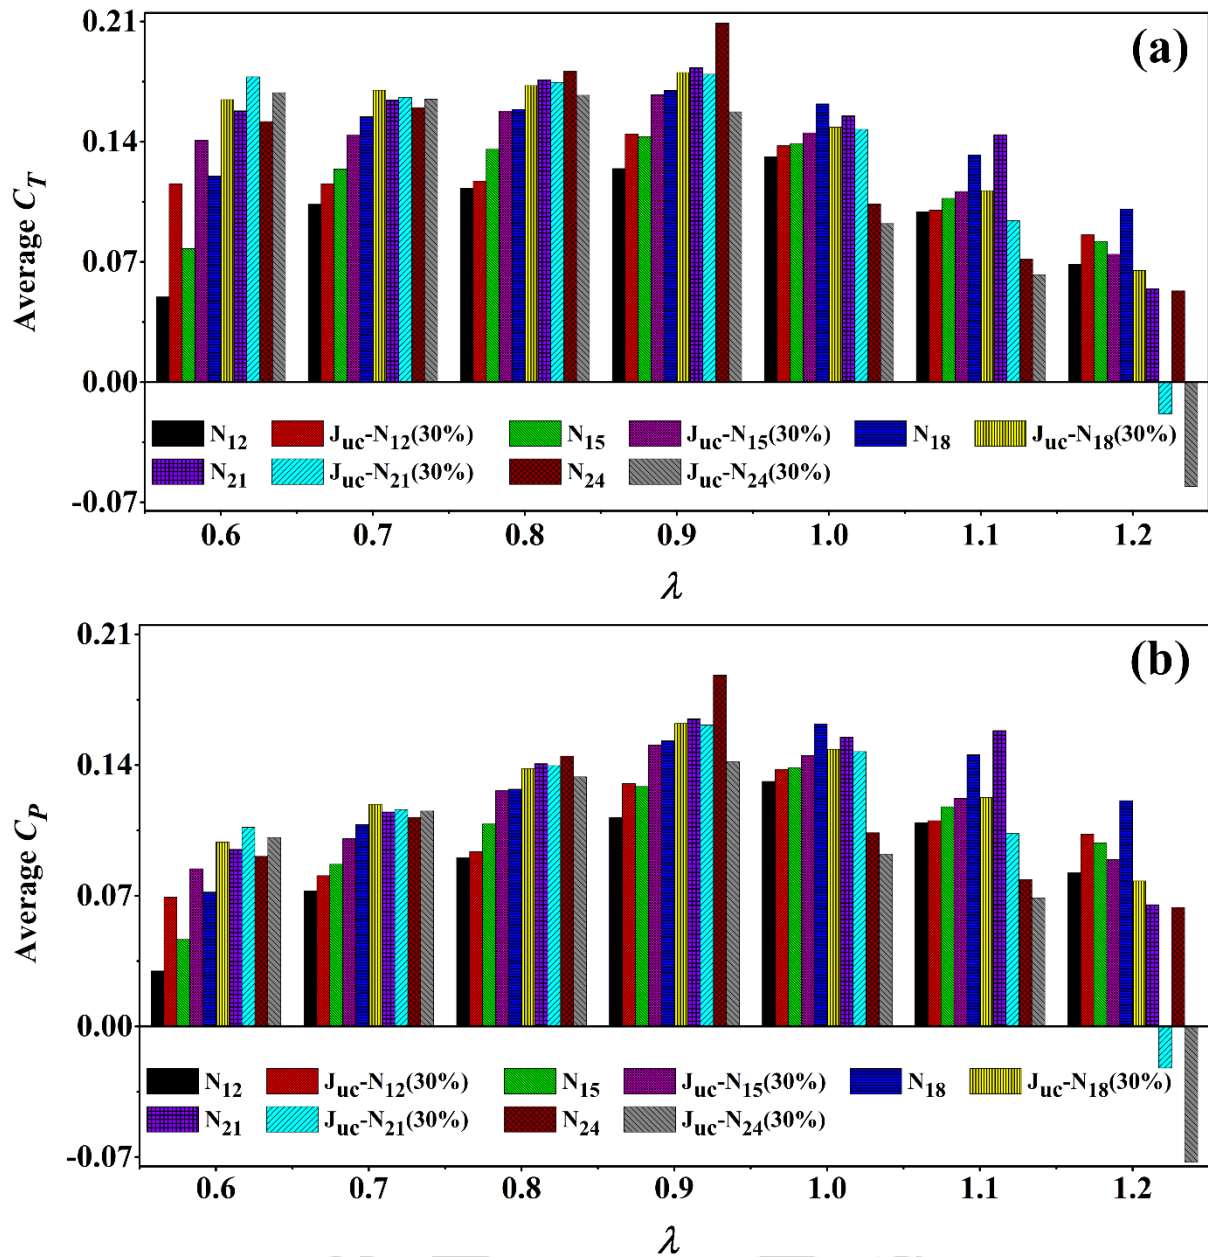 (a)
Average C_T
0.21
0.14
0.07
0.00
-0.07
N12 Juc-N12(30%) N15 Juc-N15(30%) N18 Juc-N18(30%)
N21 Juc-N21(30%) N24 Juc-N24(30%)
0.6 0.7 0.8 0.9 1.0 1.1 1.2
λ
(b)
Average C_P
0.21
0.14
0.07
0.00
-0.07
N12 Juc-N12(30%) N15 Juc-N15(30%) N18 Juc-N18(30%)
N21 Juc-N21(30%) N24 Juc-N24(30%)
0.6 0.7 0.8 0.9 1.0 1.1 1.2
λ